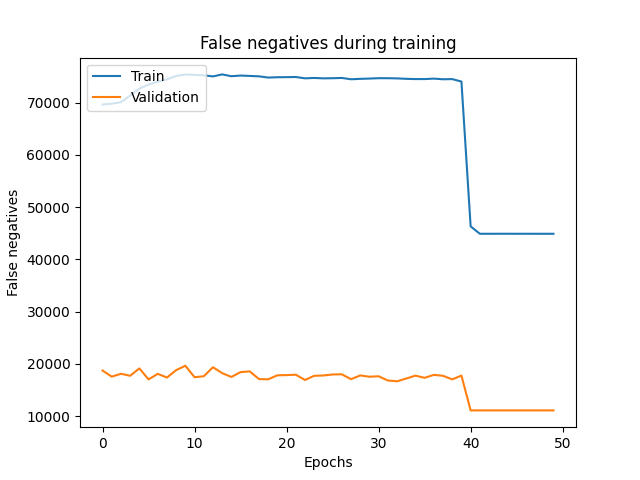 False negatives during training
Train
Validation
False negatives
70000
60000
50000
40000
30000
20000
10000
0 10 20 30 40 50
Epochs